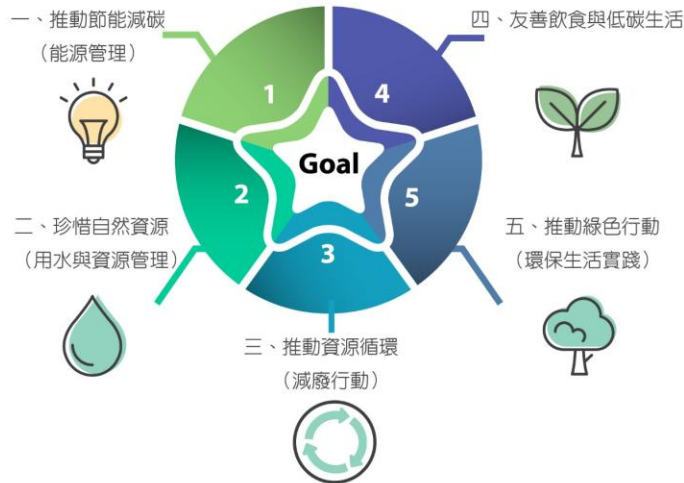 一、推動節能減碳
（能源管理）
四、友善飲食與低碳生活
1
4
Goal
2
5
3
二、珍惜自然資源
（用水與資源管理）
五、推動綠色行動
（環保生活實踐）
三、推動資源循環
（減廢行動）